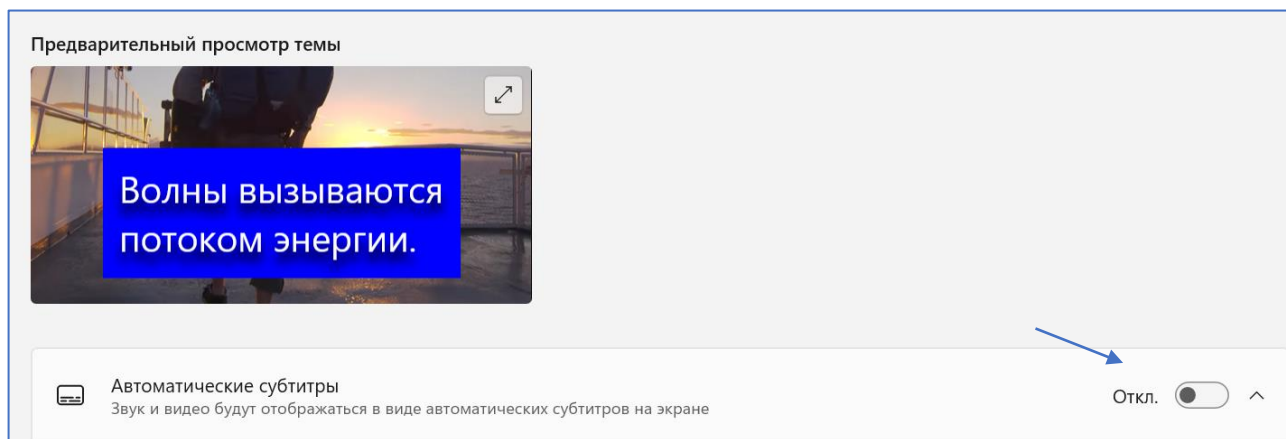 Предварительный просмотр темы
Волны вызываются
потоком энергии.
Автоматические субтитры
Откл.
Звук и видео будут отображаться в виде автоматических субтитров на экране